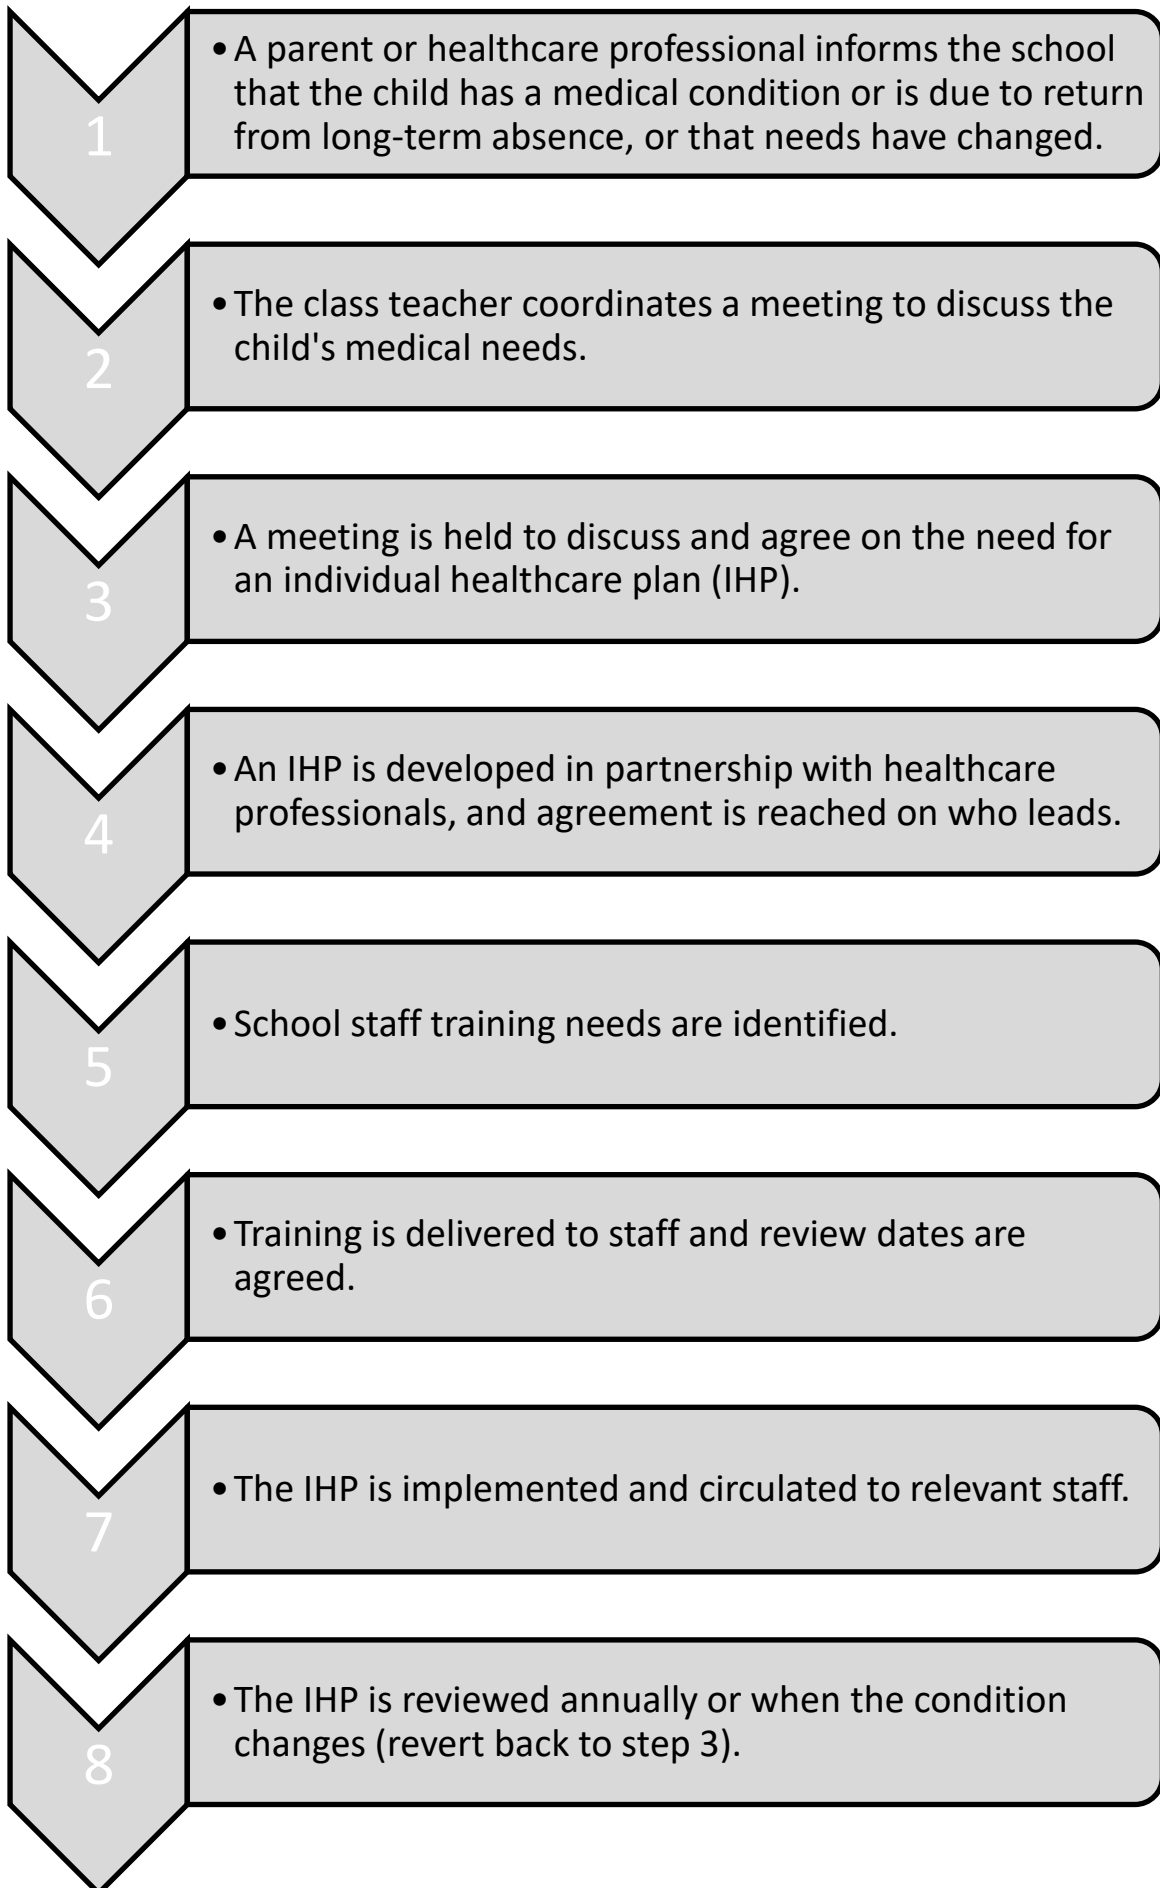 1
• A parent or healthcare professional informs the school
that the child has a medical condition or is due to return
from long-term absence, or that needs have changed.
2
• The class teacher coordinates a meeting to discuss the
child's medical needs.
3
• A meeting is held to discuss and agree on the need for
an individual healthcare plan (IHP).
4
• An IHP is developed in partnership with healthcare
professionals, and agreement is reached on who leads.
5
• School staff training needs are identified.
6
• Training is delivered to staff and review dates are
agreed.
7
• The IHP is implemented and circulated to relevant staff.
8
• The IHP is reviewed annually or when the condition
changes (revert back to step 3).